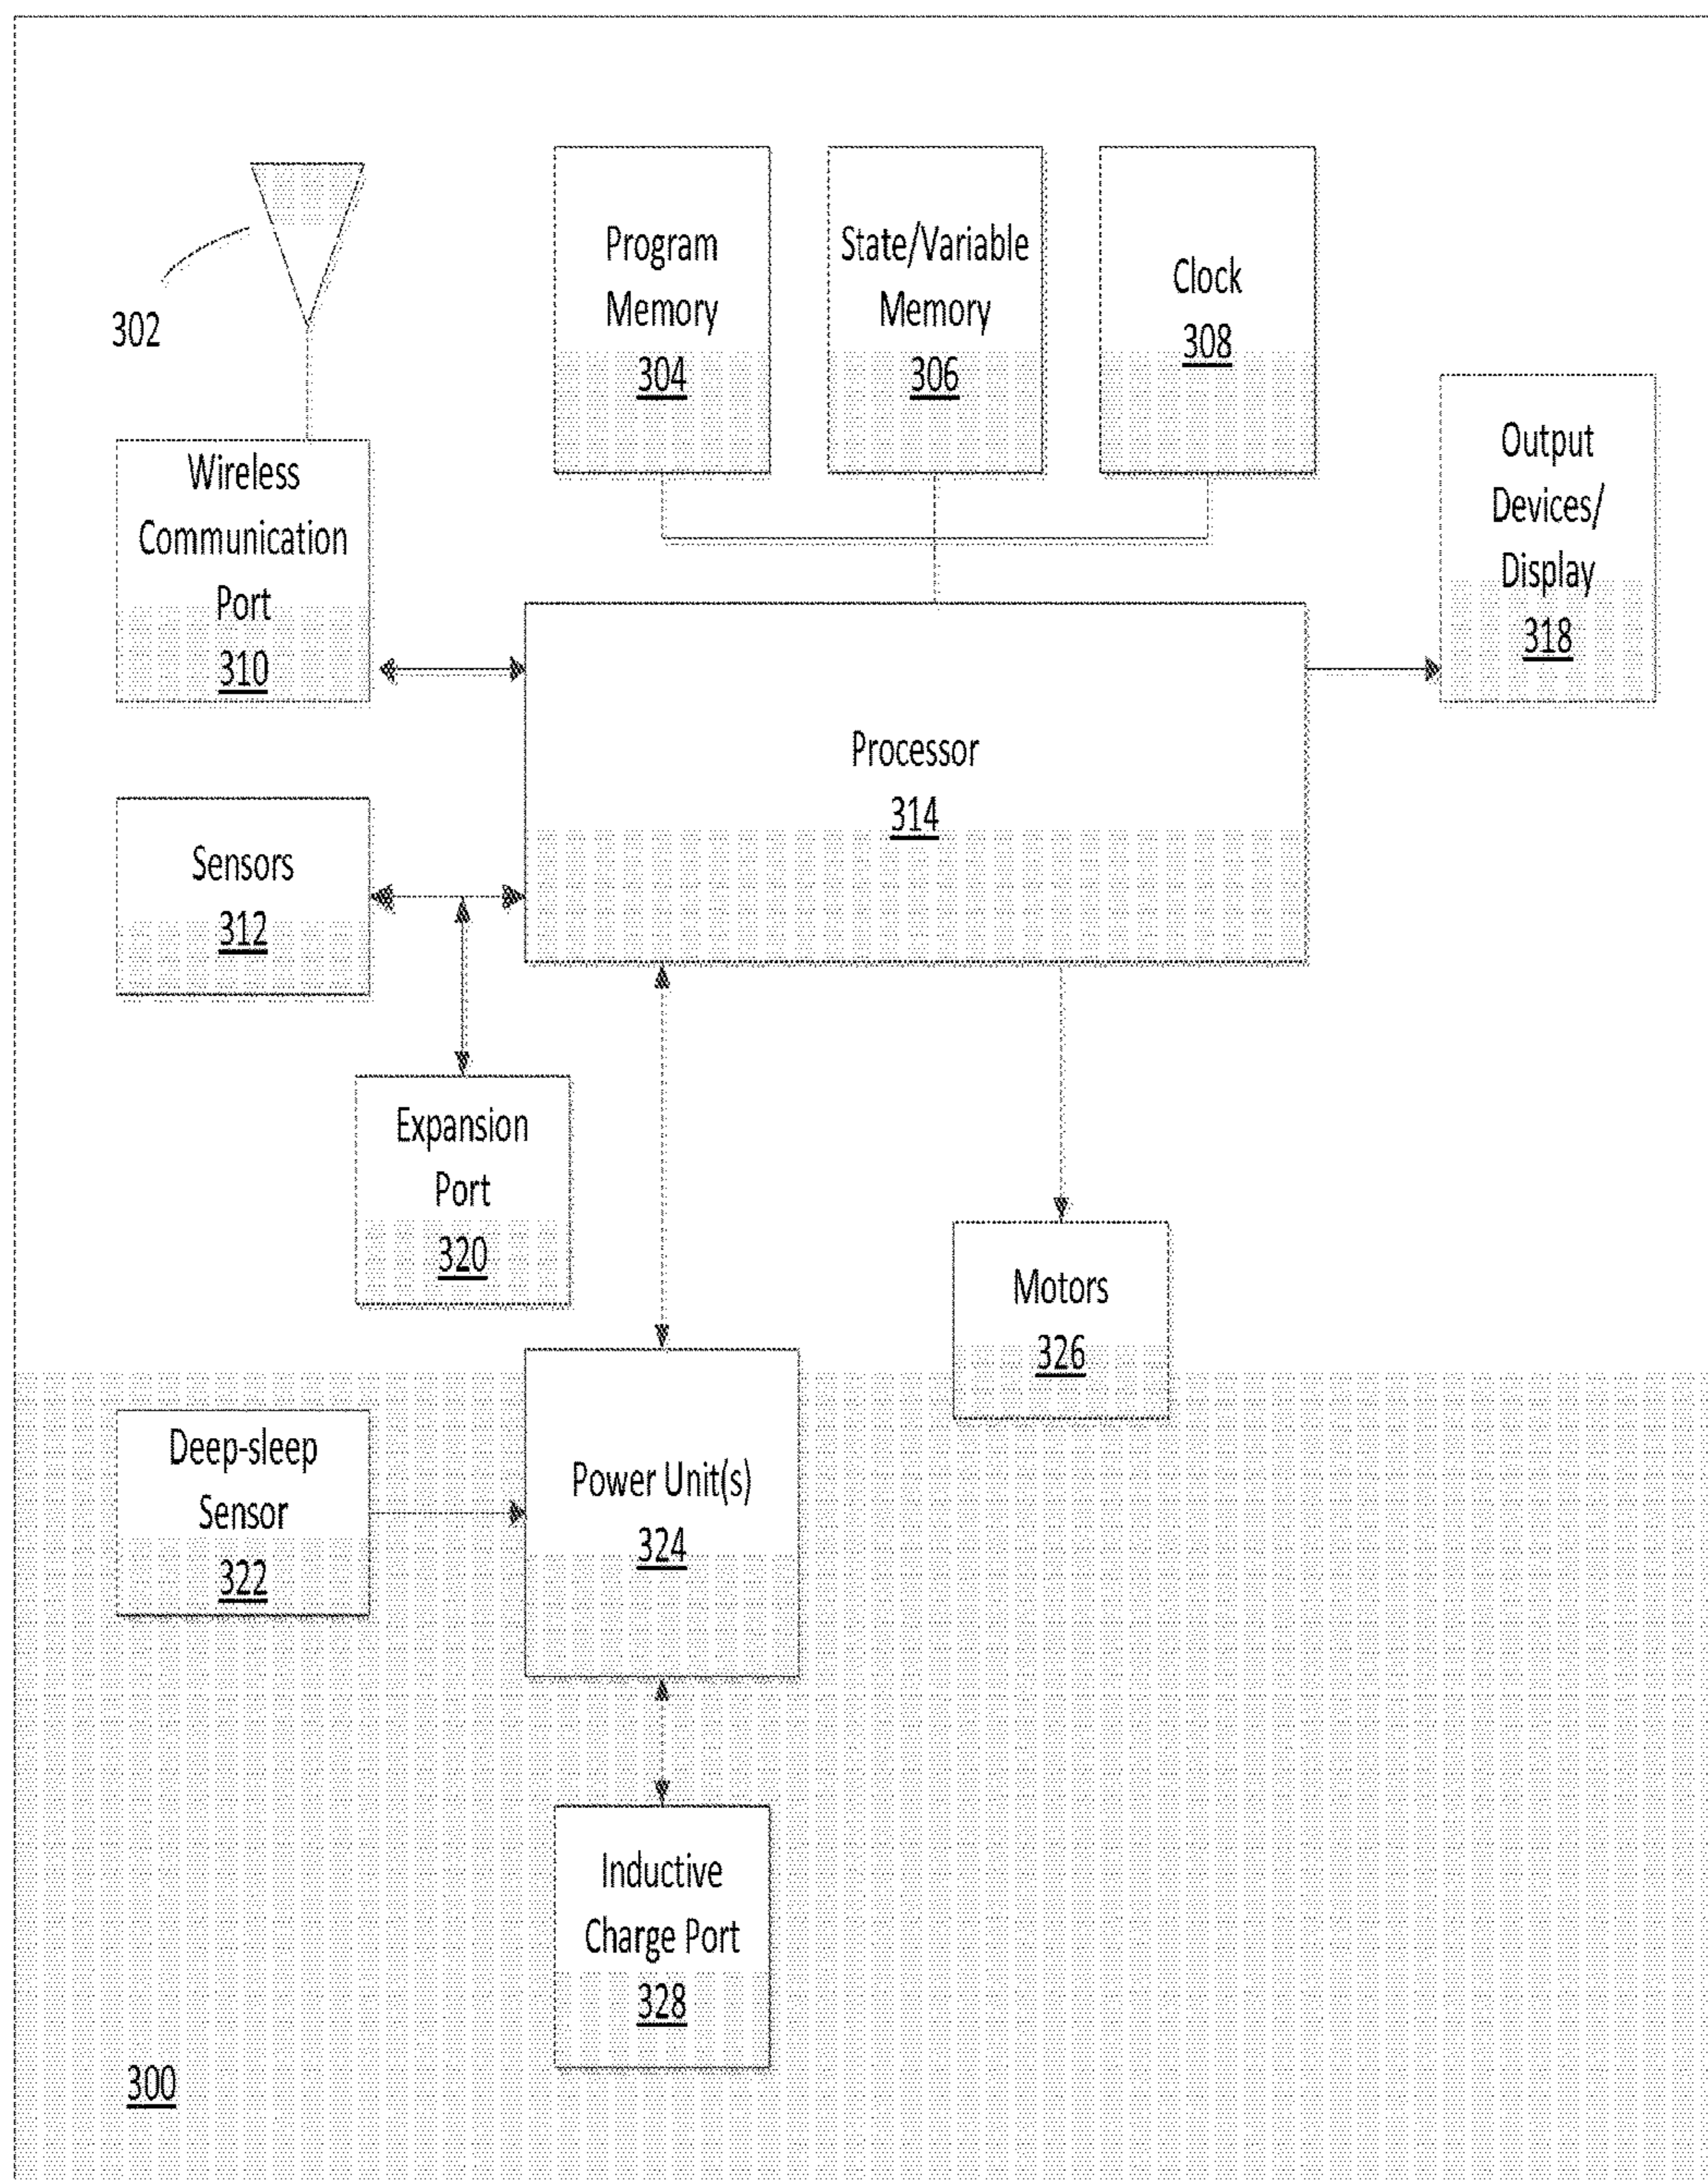 Program
Memory
304
State/Variable
Memory
306
Clock
308
302
Wireless
Communication
Port
310
Output
Devices/
Display
318
Processor
314
Sensors
312
Expansion
Port
320
Motors
326
Deep-sleep
Sensor
322
Power Unit(s)
324
Inductive
Charge Port
328
300